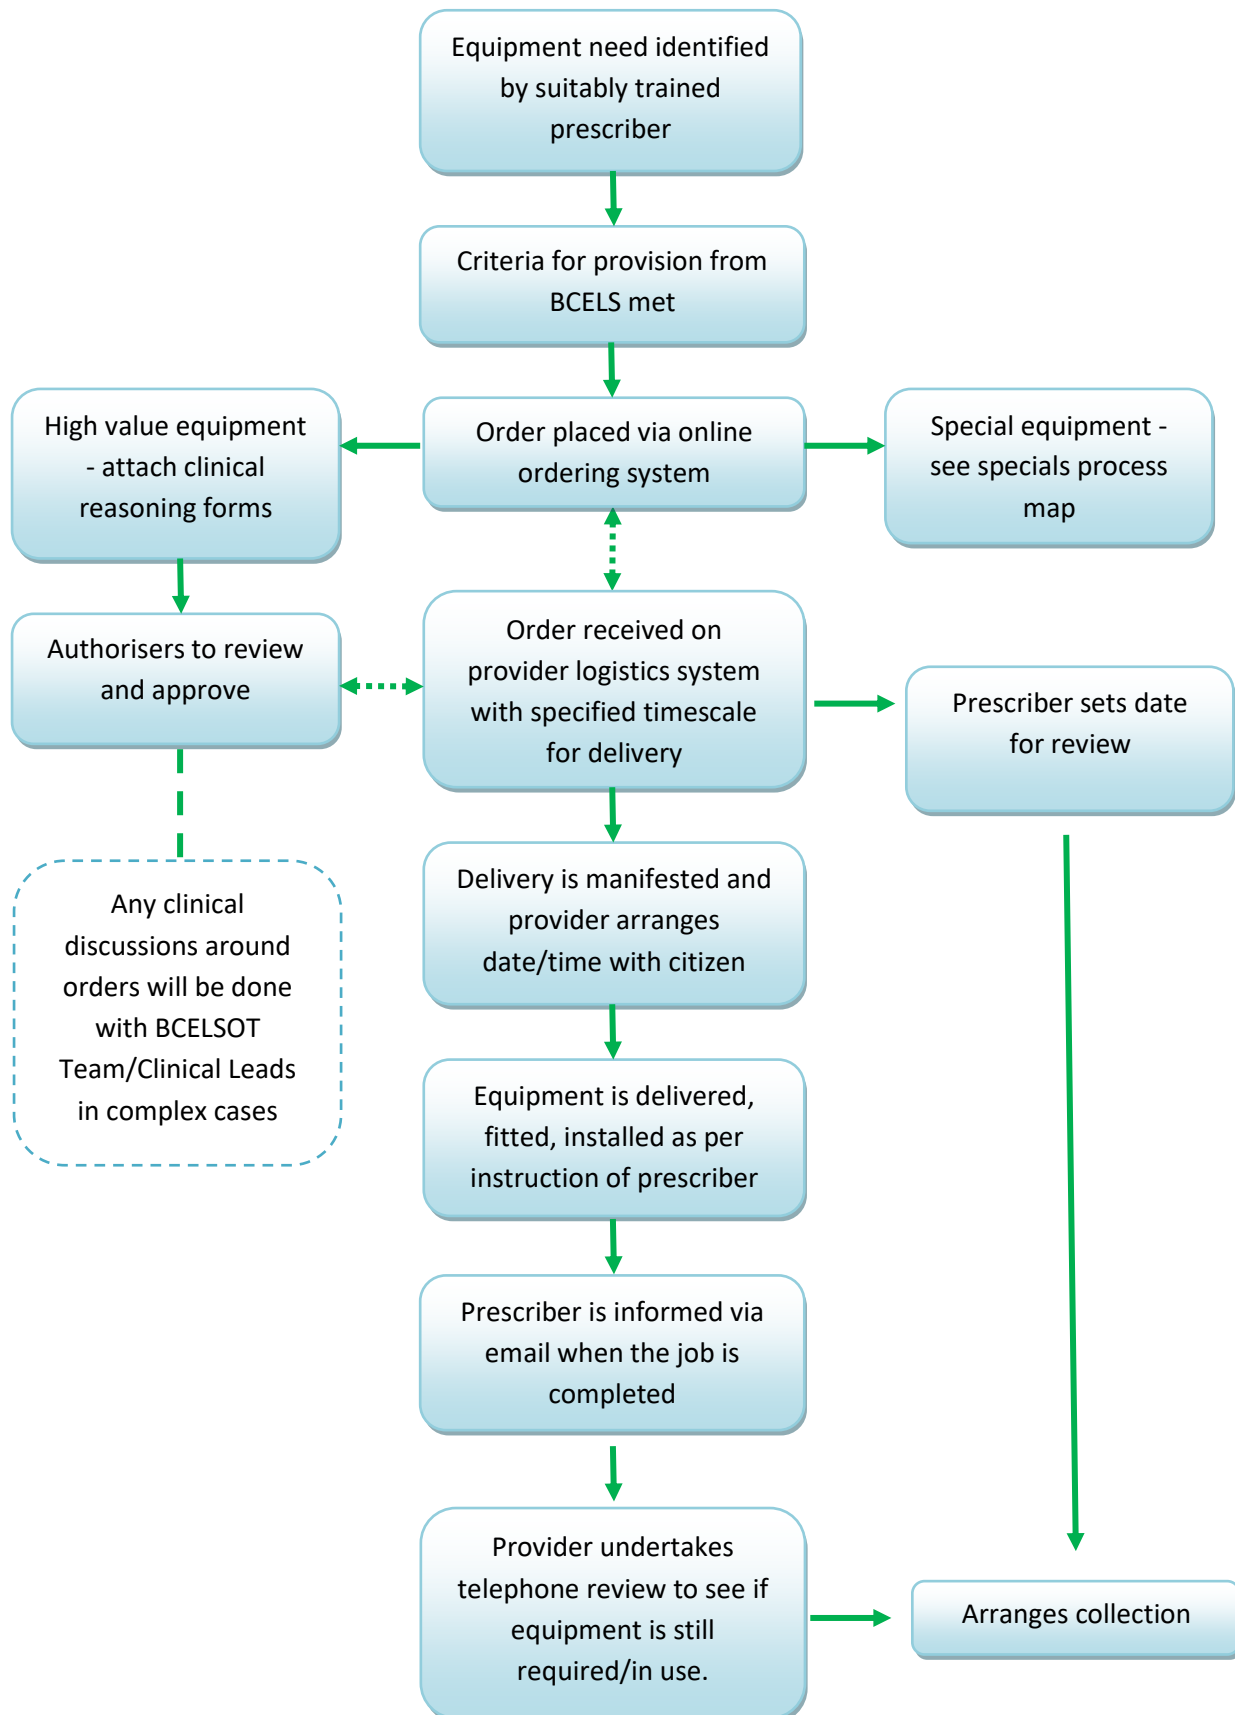 Equipment need identified
by suitably trained
prescriber
Criteria for provision from
BCELS met
High value equipment
- attach clinical
reasoning forms
Order placed via online
ordering system
Special equipment -
see specials process
map
Authorisers to review
and approve
Order received on
provider logistics system
with specified timescale
for delivery
Prescriber sets date
for review
Any clinical
discussions around
orders will be done
with BCELSOT
Team/Clinical Leads
in complex cases
Delivery is manifested and
provider arranges
date/time with citizen
Equipment is delivered,
fitted, installed as per
instruction of prescriber
Prescriber is informed via
email when the job is
completed
Provider undertakes
telephone review to see if
equipment is still
required/in use.
Arranges collection